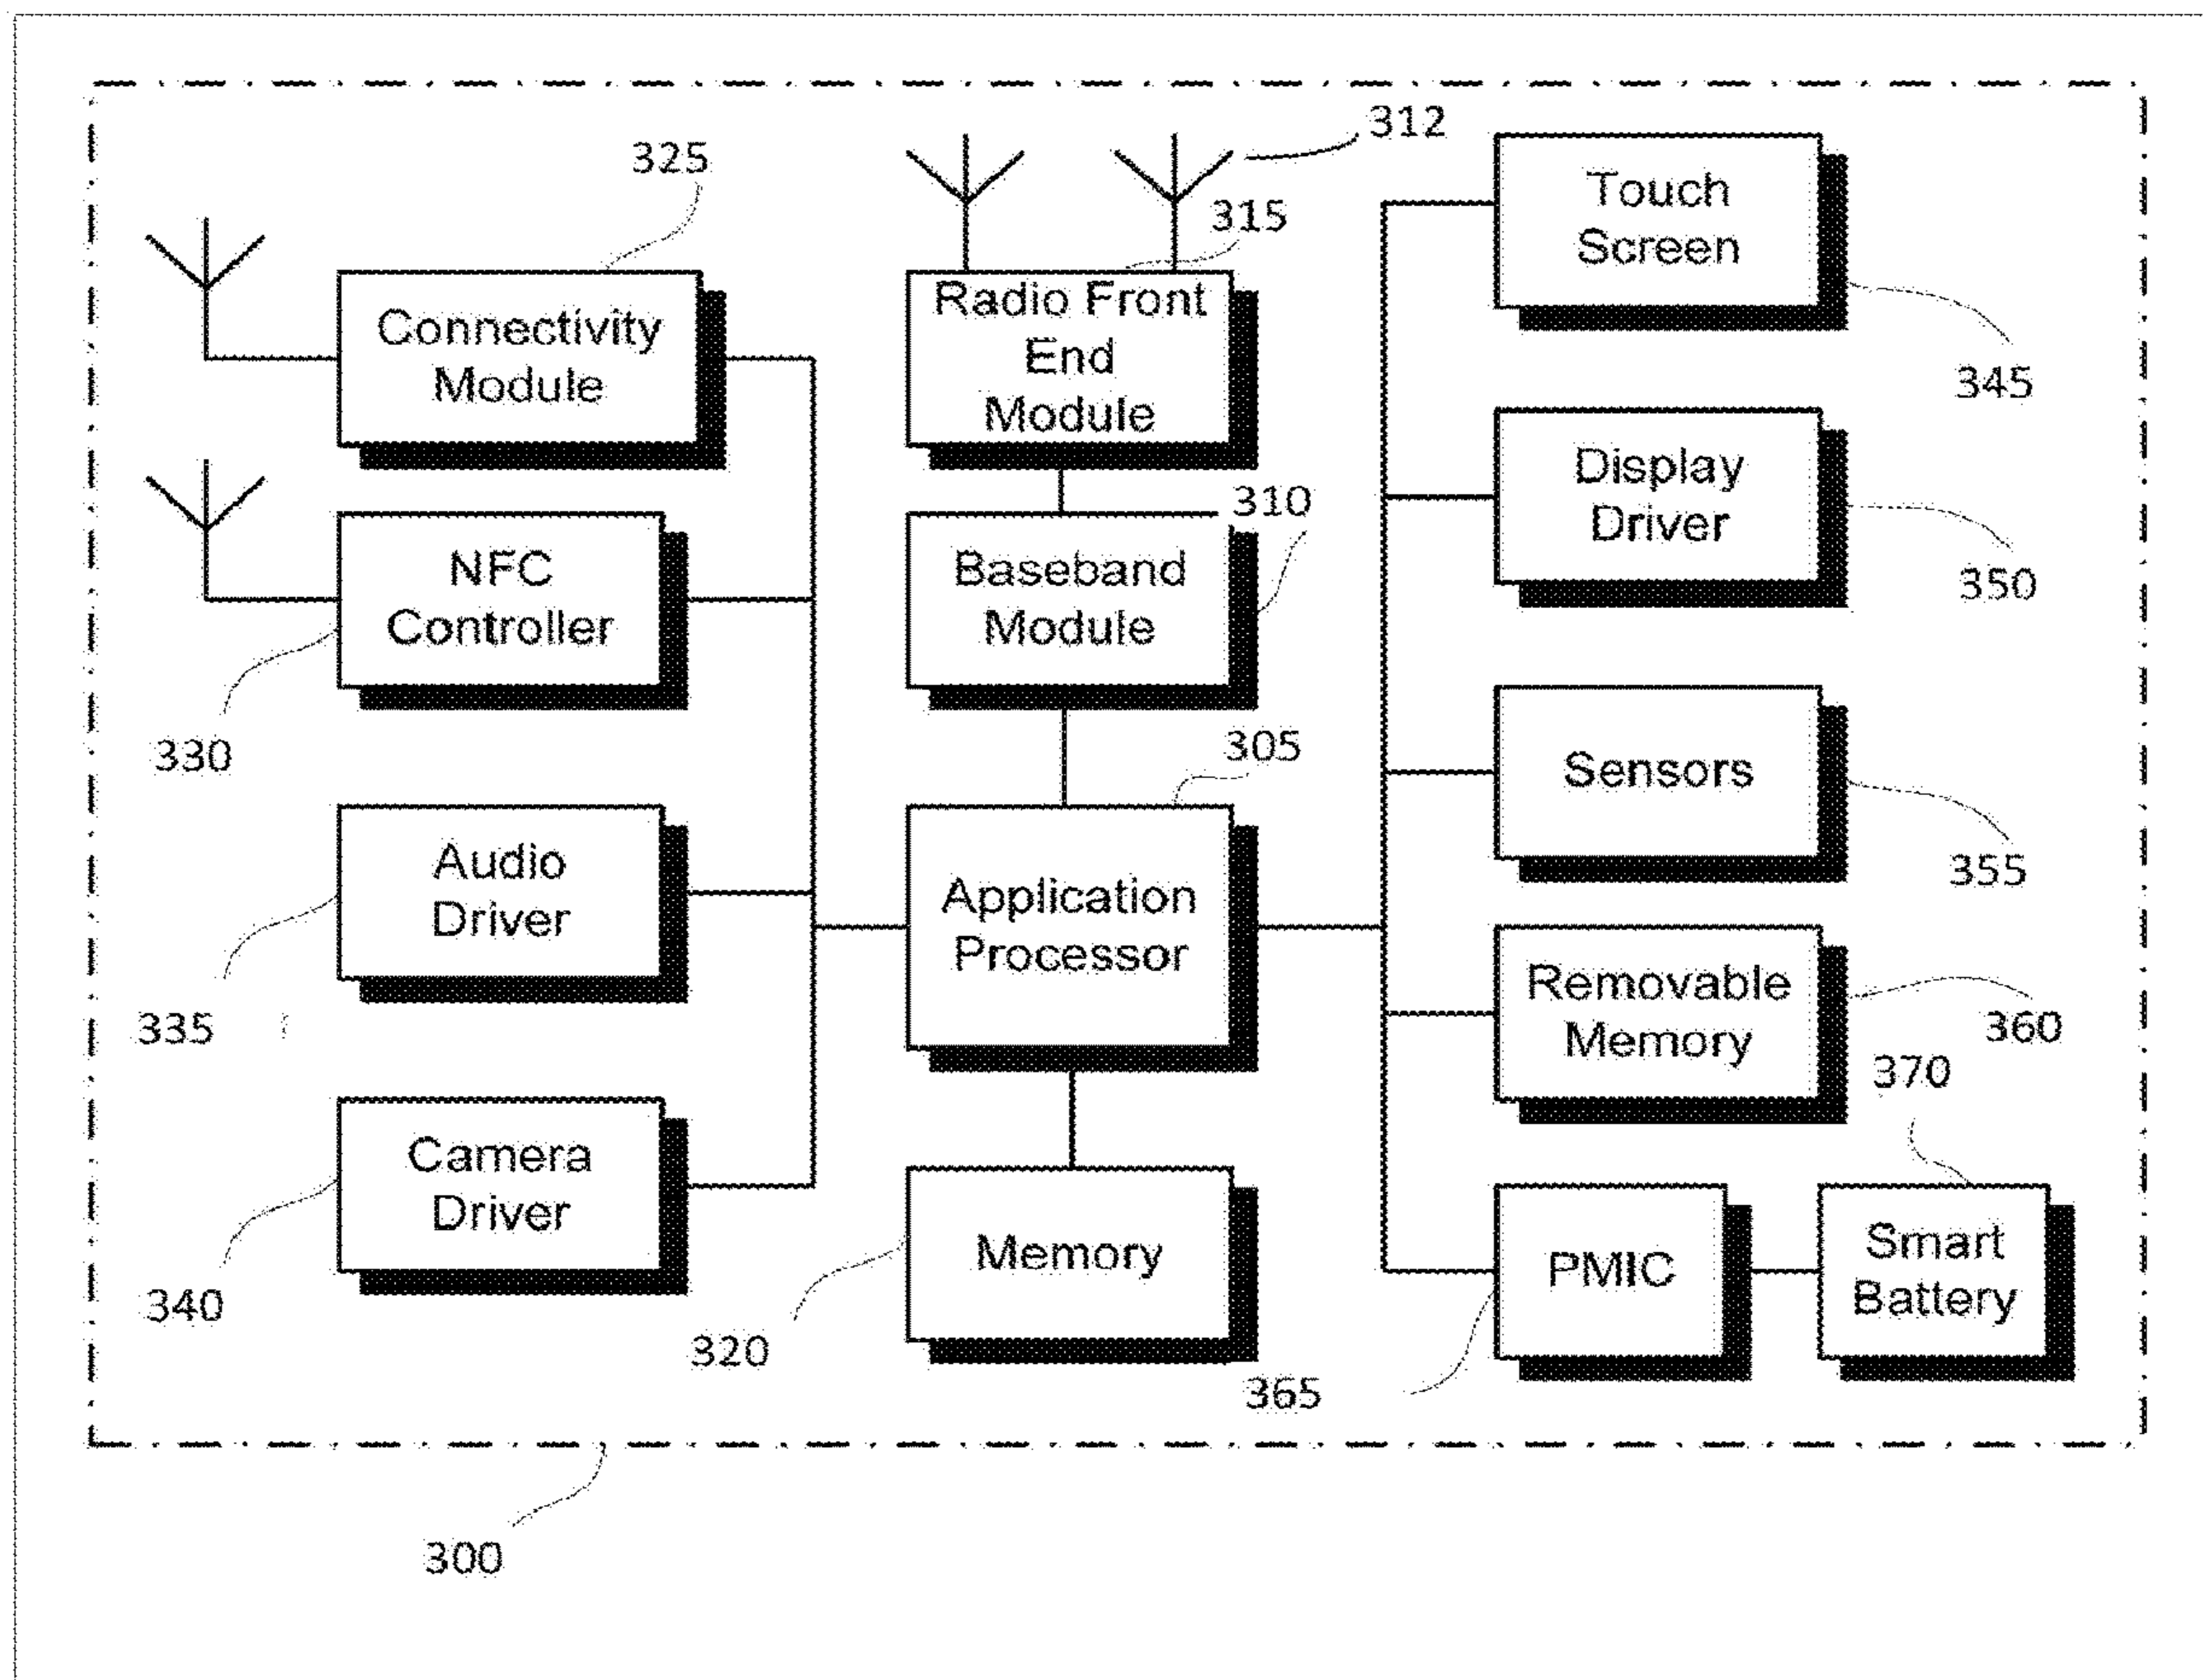 312
325
315
Touch
Screen
Radio Front
End
Module
Connectivity
Module
345
Display
Driver
310
NFC
Controller
Baseband
Module
350
330
305
Sensors
355
Audio
Driver
Application
Processor
Removable
Memory
335
360
370
Camera
Driver
Memory
PMIC
Smart
Battery
340
320
365
300